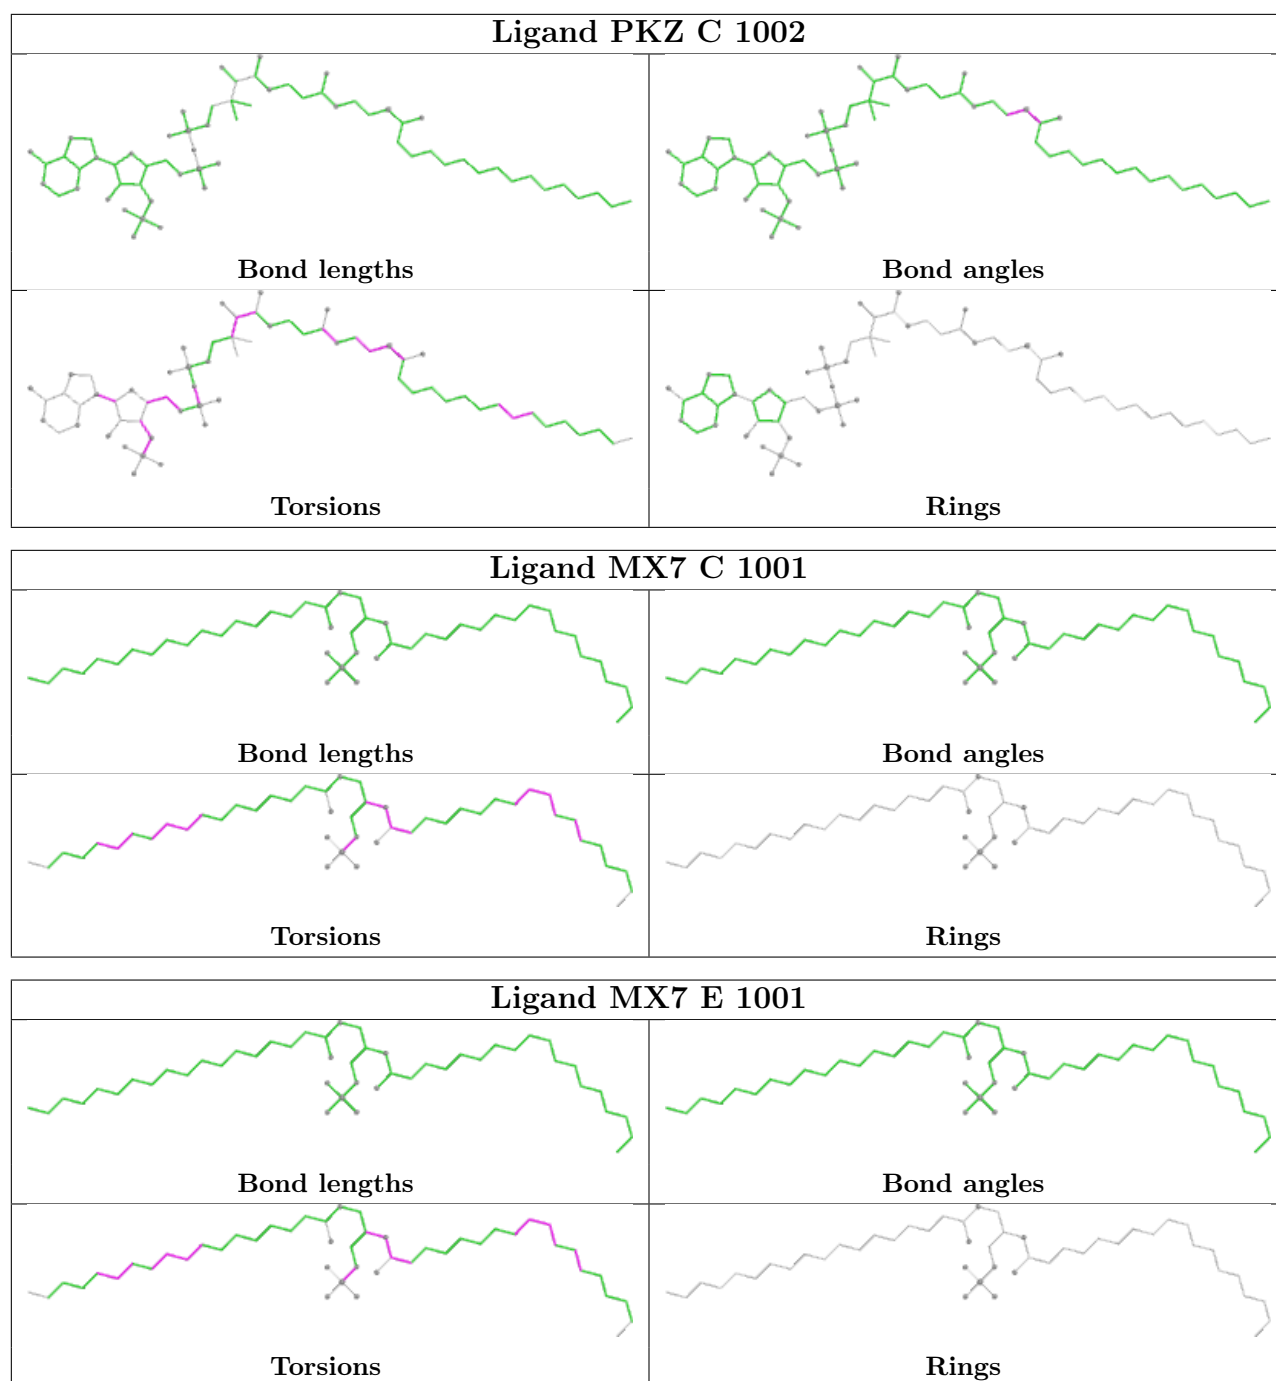 Ligand PKZ C 1002
Bond lengths
Bond angles
Torsions
Rings
Ligand MX7 C 1001
Bond lengths
Bond angles
Torsions
Rings
Ligand MX7 E 1001
Bond lengths
Bond angles
Torsions
Rings